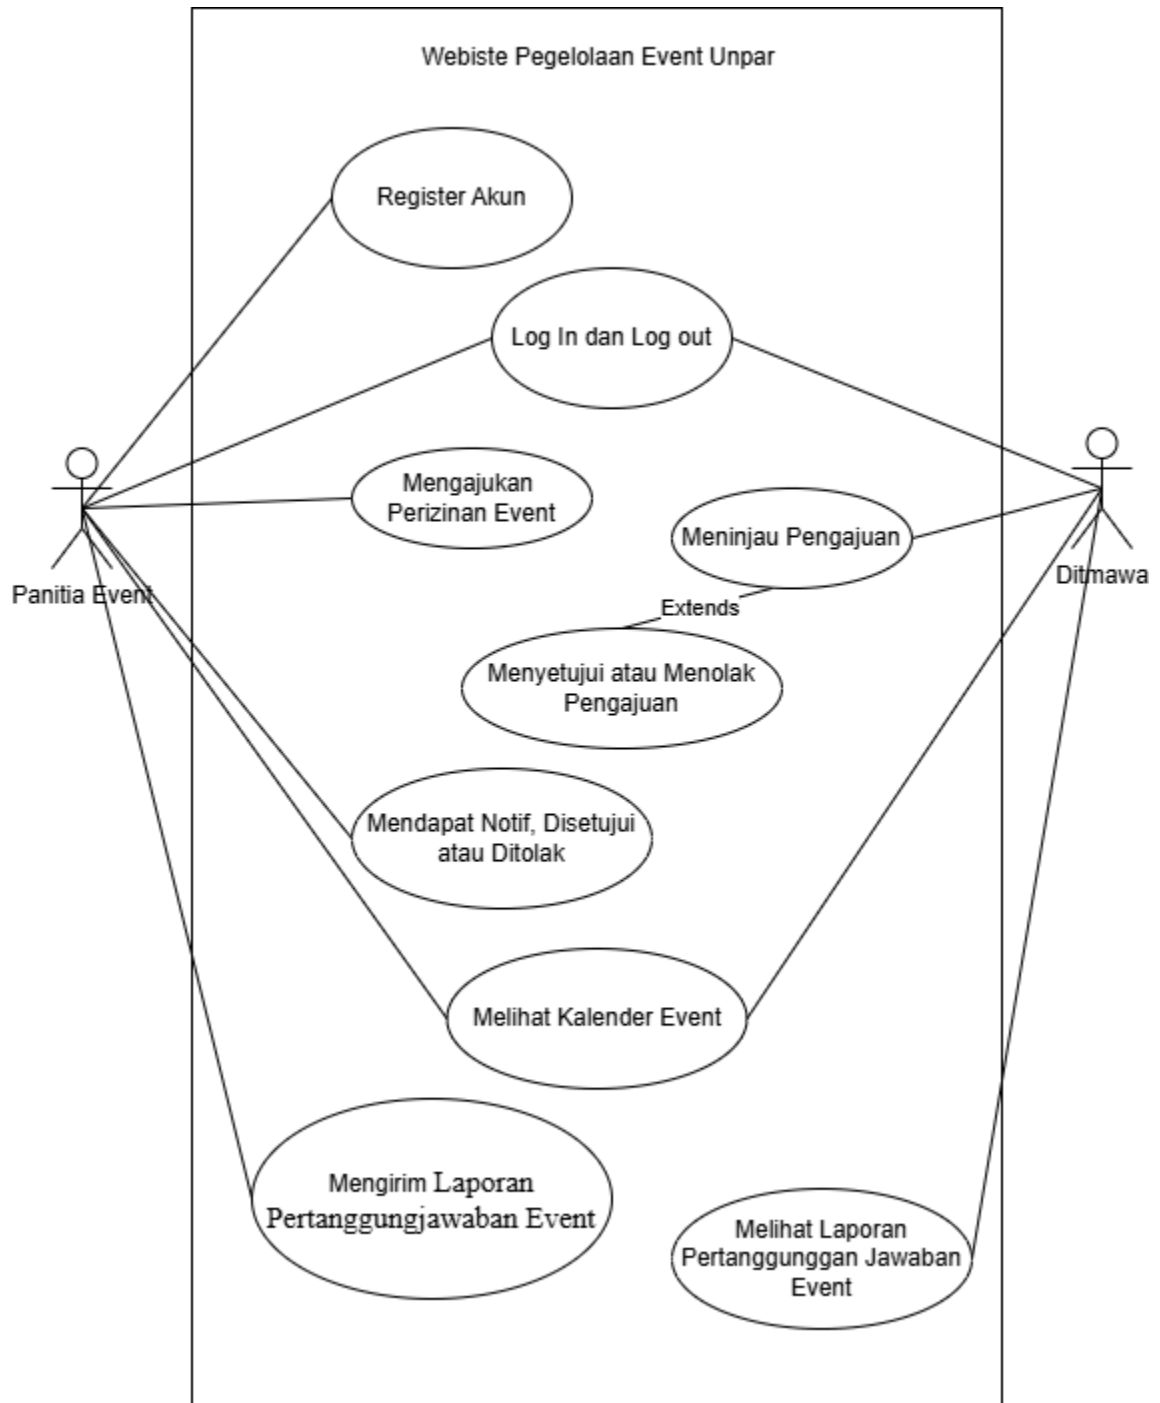 Webiste Pegelolaan Event Unpar
Register Akun
Log In dan Log out
Mengajukan
Perizinan Event
Meninjau Pengajuan
Panitia Event
Ditmawa
Extends
Menyetujui atau Menolak
Pengajuan
Mendapat Notif, Disetujui
atau Ditolak
Melihat Kalender Event
Mengirim Laporan
Pertanggungjawaban Event
Melihat Laporan
Pertanggunggan Jawaban
Event